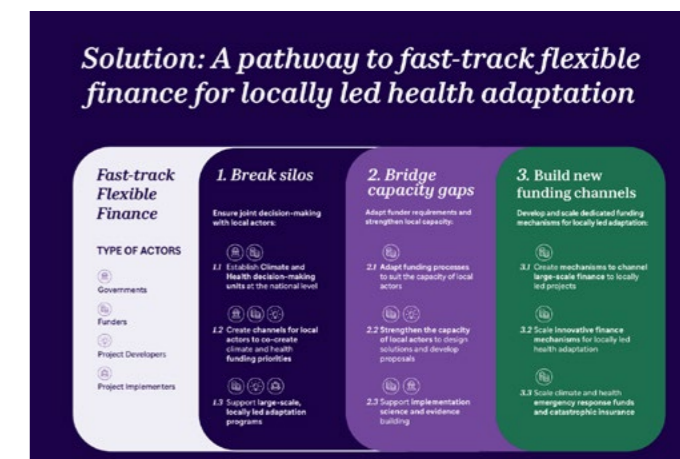 Solution: A pathway to fast-track flexible
finance for locally led health adaptation
Fast-track
Flexible
Finance
TYPE OF ACTORS
Governments
Funders
Project Developers
Project Implementers
1. Break silos
Ensure joint decision-making
with local actors:
1.1 Establish Climate and
Health decision-making
units at the national level
1.2 Create channels for local
actors to co-create
climate and health
funding priorities
1.3 Support large-scale,
locally led adaptation
programs
2. Bridge
capacity gaps
Adapt funder requirements and
strengthen local capacity:
2.1 Adapt funding processes
to suit the capacity of local
actors
2.2 Strengthen the capacity
of local actors to design
solutions and develop
proposals
2.3 Support implementation
science and evidence
building
3. Build new
funding channels
Develop and scale dedicated funding
mechanisms for locally led adaptation:
3.1 Create mechanisms to channel
large-scale finance to locally
led projects
3.2 Scale innovative finance
mechanisms for locally led
health adaptation
3.3 Scale climate and health
emergency response funds
and catastrophic insurance